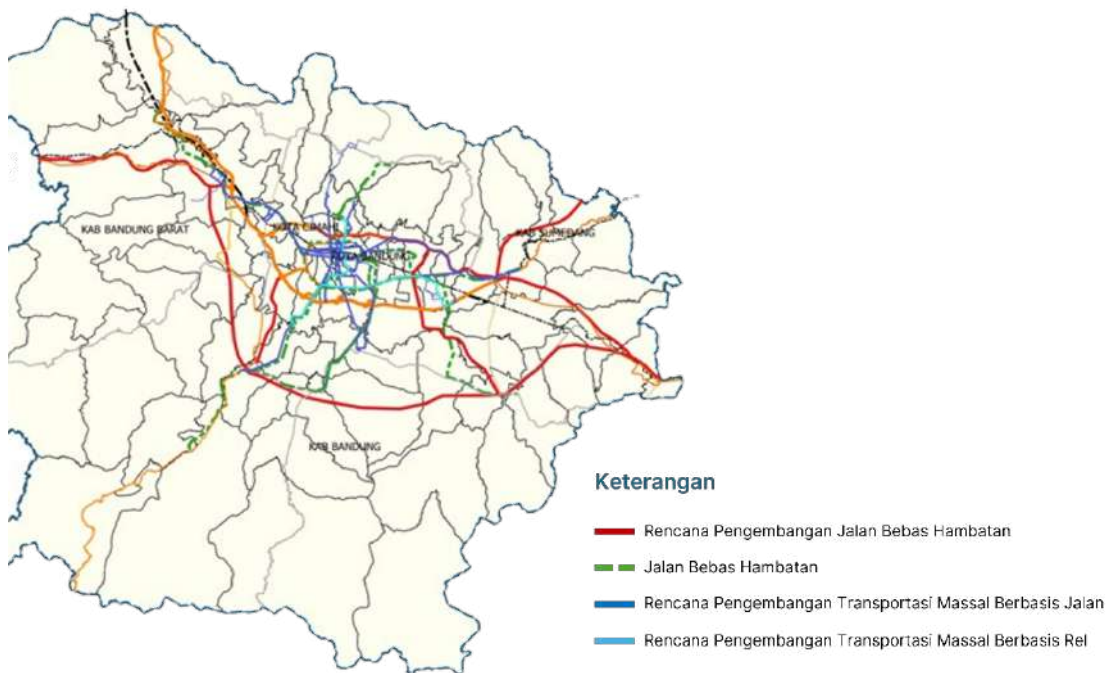 KAB BANDUNG BARAT
KOTA CIMAHI
KOTA BANDUNG
KAB SUMEDANG
KAB BANDUNG
Keterangan
Rencana Pengembangan Jalan Bebas Hambatan
Jalan Bebas Hambatan
Rencana Pengembangan Transportasi Massal Berbasis Jalan
Rencana Pengembangan Transportasi Massal Berbasis Rel